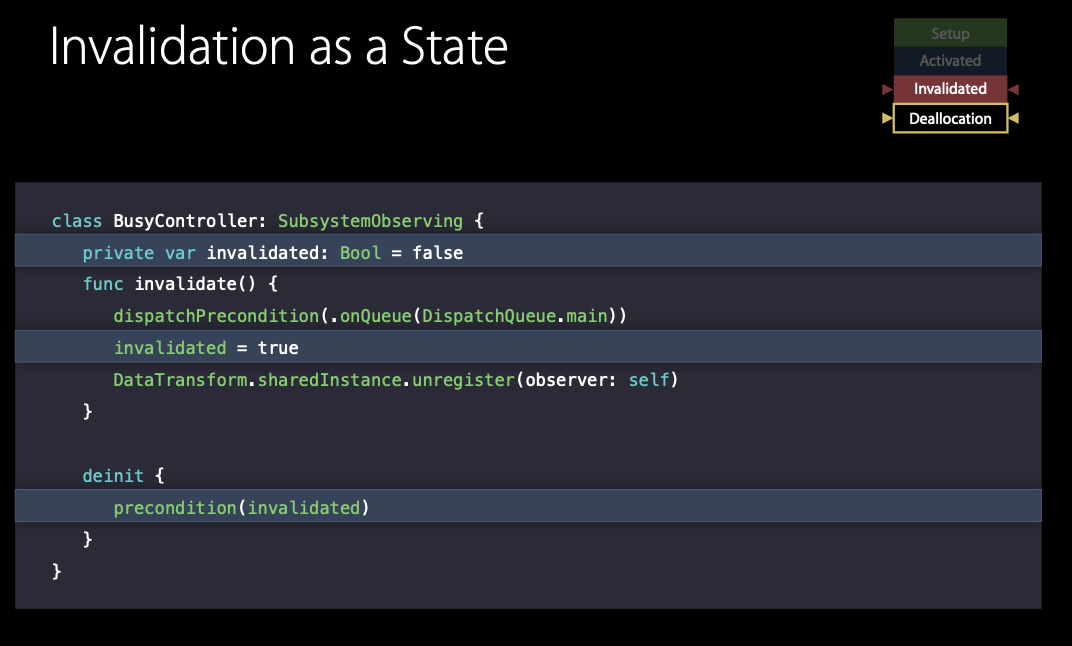 Invalidation as a State
Setup
Activated
Invalidated
Deallocation
class BusyController: SubsystemObserving {
private var invalidated: Bool = false
func invalidate() {
dispatchPrecondition(.onQueue(DispatchQueue.main))
invalidated = true
DataTransform.sharedInstance.unregister(observer: self)
}
deinit {
precondition(invalidated)
}
}